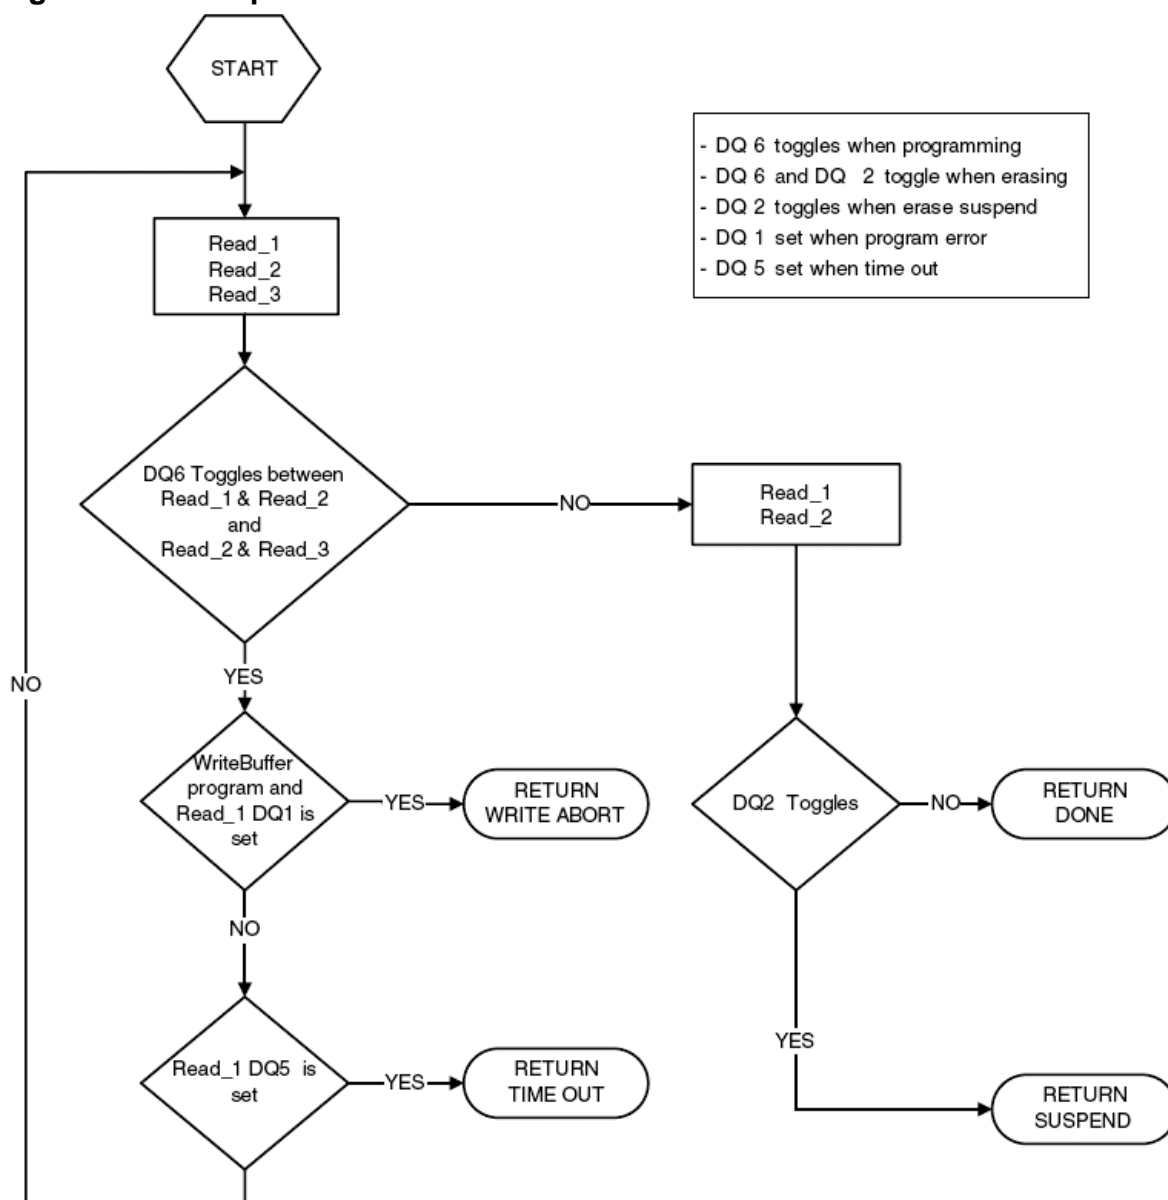 START
- DQ 6 toggles when programming
- DQ 6 and DQ 2 toggle when erasing
- DQ 2 toggles when erase suspend
- DQ 1 set when program error
- DQ 5 set when time out
Read_1
Read_2
Read_3
DQ6 Toggles between
Read_1 & Read_2
and
Read_2 & Read_3
NO
Read_1
Read_2
YES
NO
WriteBuffer
program and
Read_1 DQ1 is
set
YES
RETURN
WRITE ABORT
DQ2 Toggles
NO
RETURN
DONE
NO
YES
Read_1 DQ5 is
set
YES
RETURN
TIME OUT
RETURN
SUSPEND